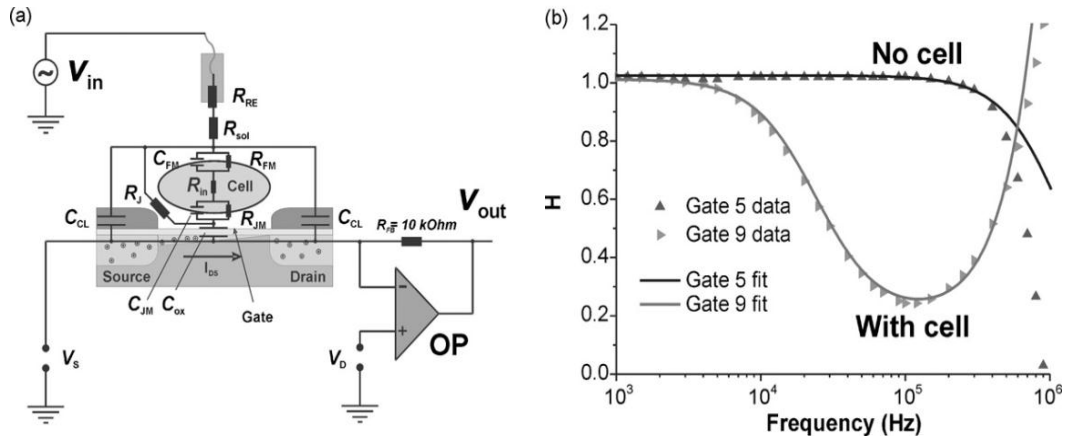 (a)
V_in
R_RE
R_sol
C_FM
R_FM
R_in
Cell
R_J
R_JM
C_CL
C_CL
V_out
R_F= 10 kOhm
Source
I_DS
Drain
C_JM
C_ox
Gate
OP
V_S
V_D
(b)
1.2
1.0
0.8
0.6
0.4
0.2
0.0
H
No cell
Gate 5 data
Gate 9 data
Gate 5 fit
Gate 9 fit
With cell
10^3
10^4
10^5
10^6
Frequency (Hz)